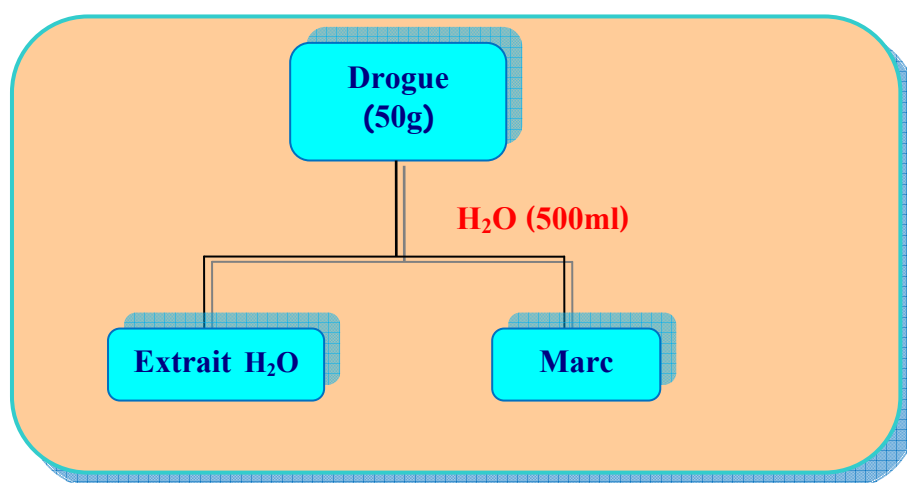 Drogue
(50g)
H₂O (500ml)
Extrait H₂O
Marc